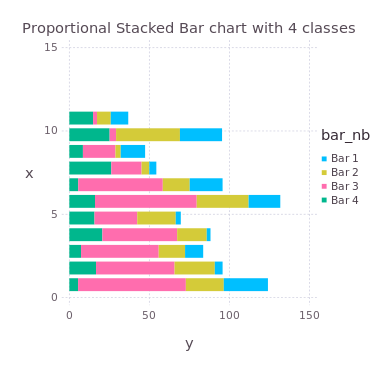 Proportional Stacked Bar chart with 4 classes
15
10
5
0
x
0 50 100 150
y
bar_nb
Bar 1
Bar 2
Bar 3
Bar 4